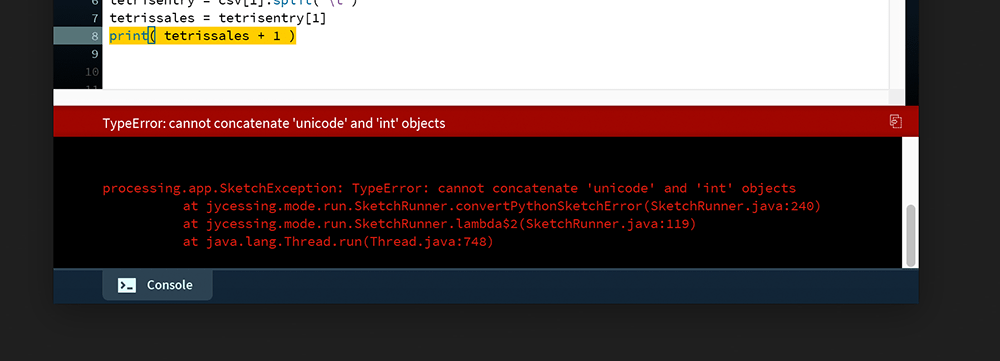 6 tetrisentry = csv[1].split( '\t')
7 tetrissales = tetrisentry[1]
8 print( tetrissales + 1 )
9
10
11
TypeError: cannot concatenate 'unicode' and 'int' objects
processing.app.SketchException: TypeError: cannot concatenate 'unicode' and 'int' objects
at jycessing.mode.run.SketchRunner.convertPythonSketchError(SketchRunner.java:240)
at jycessing.mode.run.SketchRunner.lambda$2(SketchRunner.java:119)
at java.lang.Thread.run(Thread.java:748)
Console